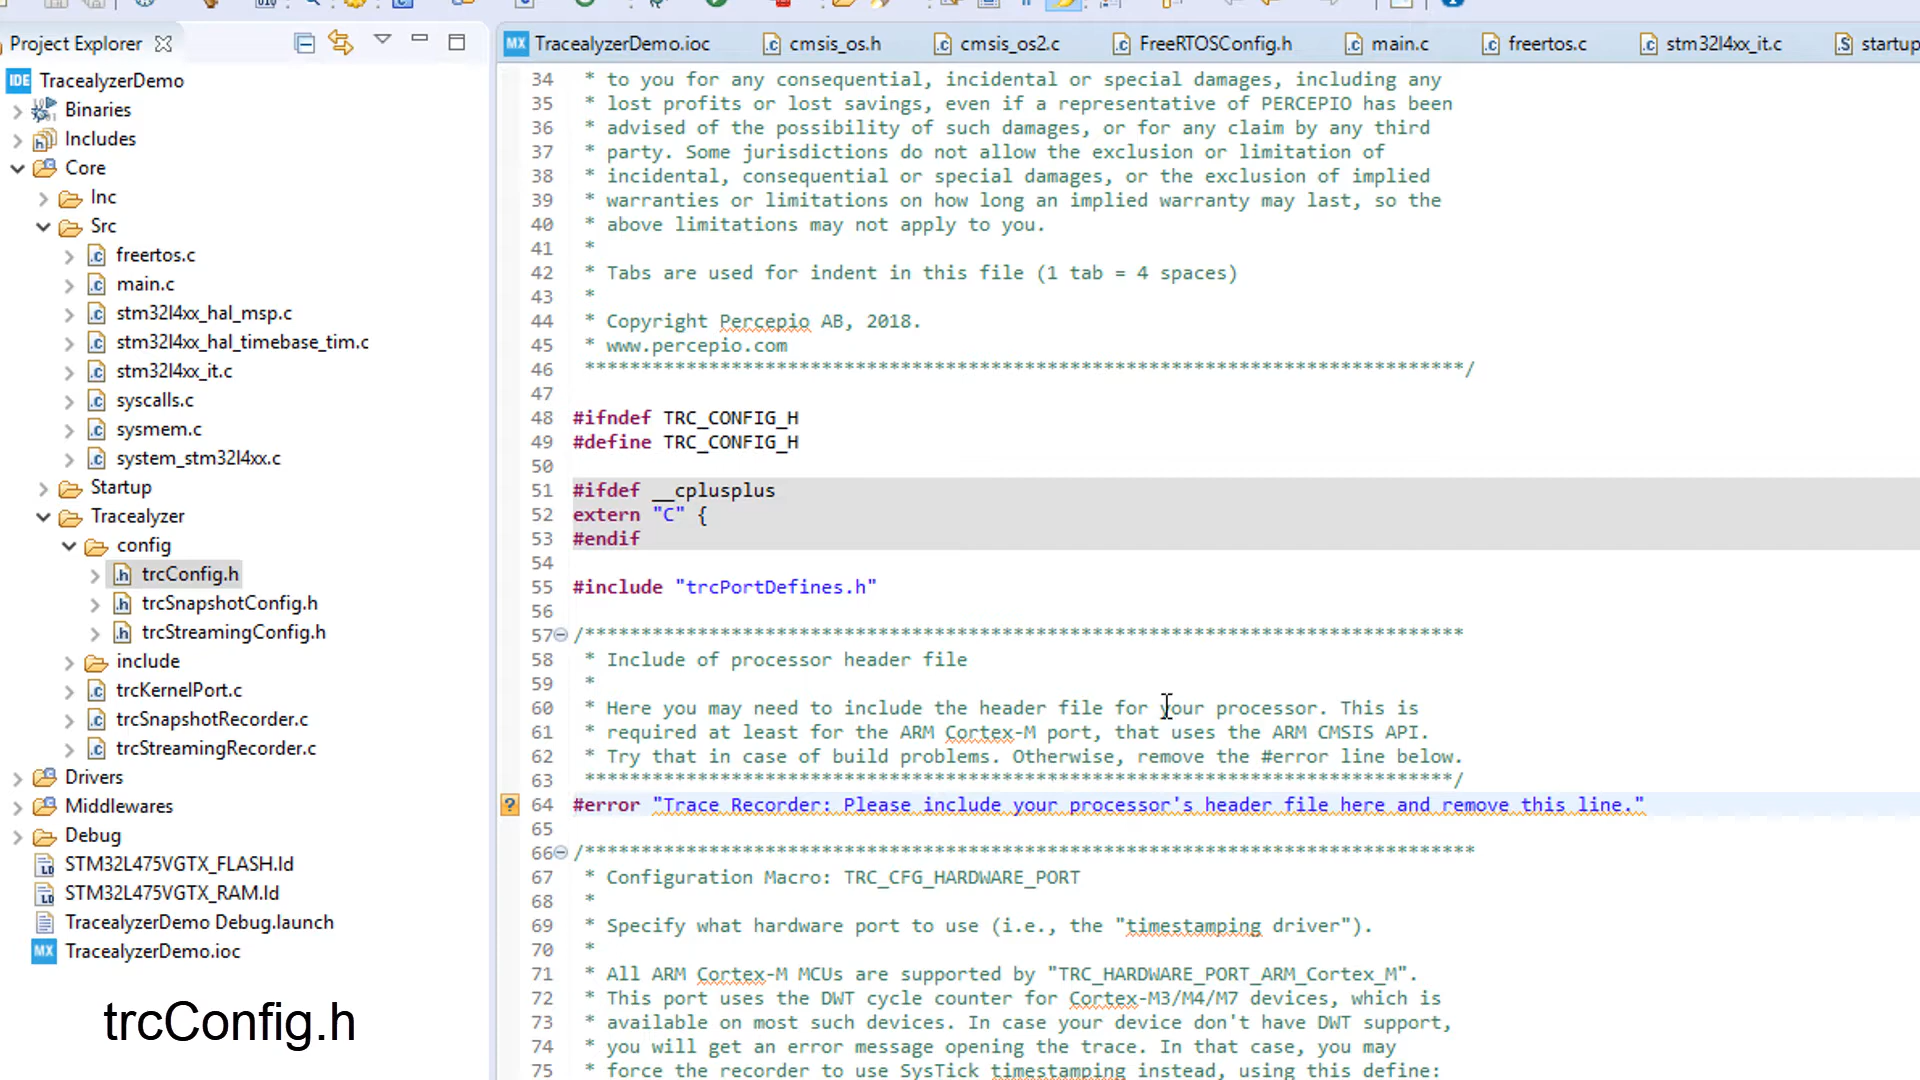 Project Explorer
TracealyzerDemo
Binaries
Includes
Core
Inc
Src
freertos.c
main.c
stm32l4xx_hal_msp.c
stm32l4xx_hal_timebase_tim.c
stm32l4xx_it.c
syscalls.c
sysmem.c
system_stm32l4xx.c
Startup
Tracealyzer
config
trcConfig.h
trcSnapshotConfig.h
trcStreamingConfig.h
include
trcKernelPort.c
trcSnapshotRecorder.c
trcStreamingRecorder.c
Drivers
Middlewares
Debug
STM32L475VGTX_FLASH.ld
STM32L475VGTX_RAM.ld
TracealyzerDemo Debug.launch
TracealyzerDemo.ioc
trcConfig.h
TracealyzerDemo.ioc cmsis_os.h cmsis_os2.c FreeRTOSConfig.h main.c freertos.c stm32l4xx_it.c startup
34 * to you for any consequential, incidental or special damages, including any
35 * lost profits or lost savings, even if a representative of PERCEPIO has been
36 * advised of the possibility of such damages, or for any claim by any third
37 * party. Some jurisdictions do not allow the exclusion or limitation of
38 * incidental, consequential or special damages, or the exclusion of implied
39 * warranties or limitations on how long an implied warranty may last, so the
40 * above limitations may not apply to you.
41 *
42 * Tabs are used for indent in this file (1 tab = 4 spaces)
43 *
44 * Copyright Percepio AB, 2018.
45 * www.percepio.com
46 ******************************************************************************/
47
48 #ifndef TRC_CONFIG_H
49 #define TRC_CONFIG_H
50
51 #ifdef __cplusplus
52 extern "C" {
53 #endif
54
55 #include "trcPortDefines.h"
56
57 /******************************************************************************
58 * Include of processor header file
59 *
60 * Here you may need to include the header file for your processor. This is
61 * required at least for the ARM Cortex-M port, that uses the ARM CMSIS API.
62 * Try that in case of build problems. Otherwise, remove the #error line below.
63 *****************************************************************************/
64 #error "Trace Recorder: Please include your processor's header file here and remove this line."
65
66 /*******************************************************************************
67 * Configuration Macro: TRC_CFG_HARDWARE_PORT
68 *
69 * Specify what hardware port to use (i.e., the "timestamping driver").
70 *
71 * All ARM Cortex-M MCUs are supported by "TRC_HARDWARE_PORT_ARM_Cortex_M".
72 * This port uses the DWT cycle counter for Cortex-M3/M4/M7 devices, which is
73 * available on most such devices. In case your device don't have DWT support,
74 * you will get an error message opening the trace. In that case, you may
75 * force the recorder to use SysTick timestamping instead, using this define: